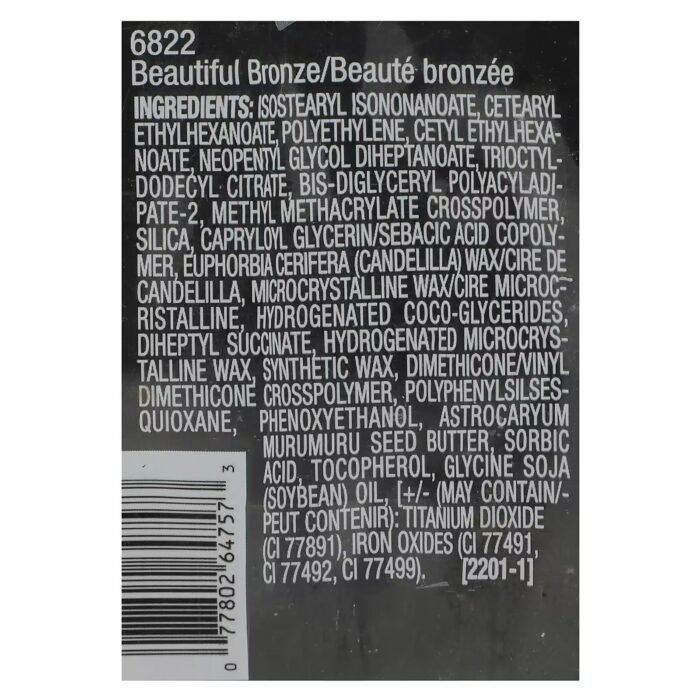 6822
Beautiful Bronze/Beauté bronzée
INGREDIENTS: ISOSTEARYL ISONONANOATE, CETEARYL
ETHYLHEXANOATE, POLYETHYLENE, CETYL ETHYLHEXA-
NOATE, NEOPENTYL GLYCOL DIHEPTANOATE, TRIOCTYL-
DODECYL CITRATE, BIS-DIGLYCERYL POLYACYLADI-
PATE-2, METHYL METHACRYLATE CROSSPOLYMER,
SILICA, CAPRYLOYL GLYCERIN/SEBACIC ACID COPOLY-
MER, EUPHORBIA CERIFERA (CANDELILLA) WAX/CIRE DE
CANDELILLA, MICROCRYSTALLINE WAX/CIRE MICROC-
RISTALLINE, HYDROGENATED COCO-GLYCERIDES,
DIHEPTYL SUCCINATE, HYDROGENATED MICROCRYS-
TALLINE WAX, SYNTHETIC WAX, DIMETHICONE/VINYL
DIMETHICONE CROSSPOLYMER, POLYPHENYLSILSES-
QUIOXANE, PHENOXYETHANOL, ASTROCARYUM
MURUMURU SEED BUTTER, SORBIC
ACID, TOCOPHEROL, GLYCINE SOJA
(SOYBEAN) OIL, [+/- (MAY CONTAIN/-
PEUT CONTENIR): TITANIUM DIOXIDE
(CI 77891), IRON OXIDES (CI 77491,
CI 77492, CI 77499). [2201-1]
0 77802 64757 3